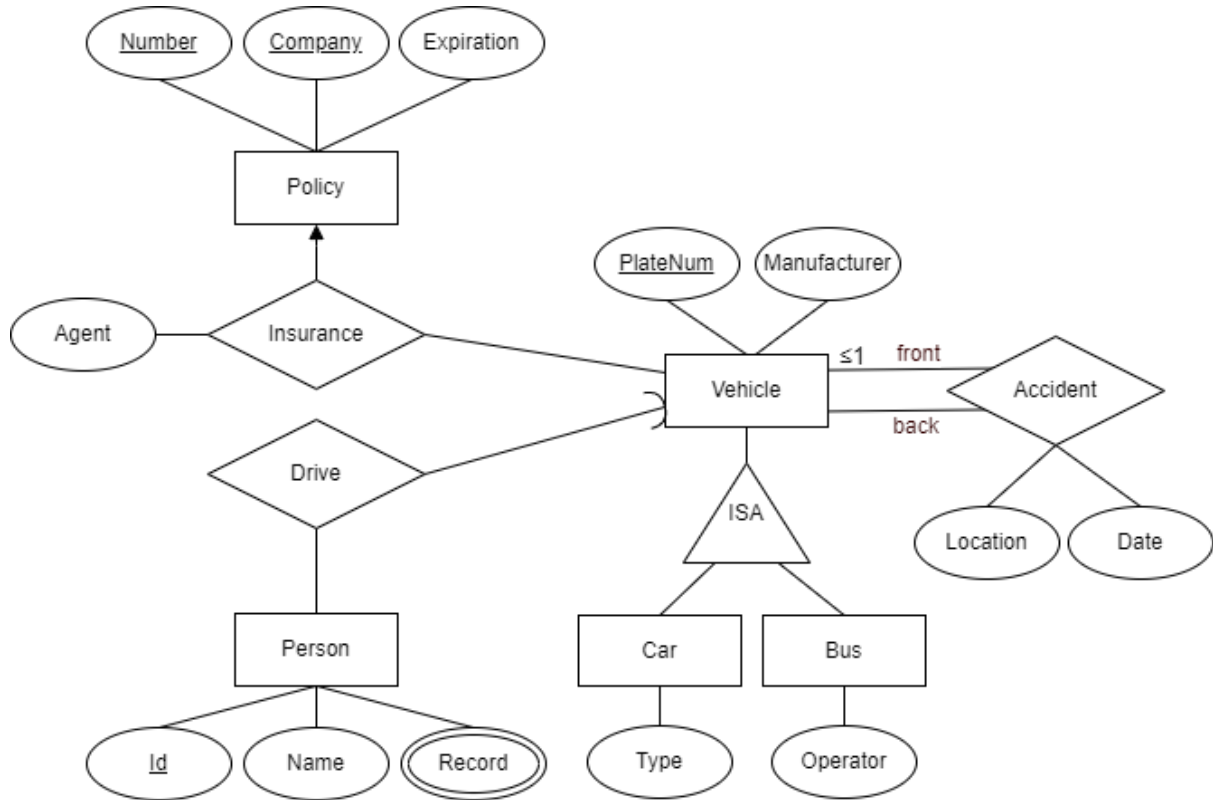 Number
Company
Expiration
Policy
Agent
Insurance
PlateNum
Manufacturer
Vehicle
≤1
front
back
Accident
Drive
ISA
Location
Date
Person
Car
Bus
Id
Name
Record
Type
Operator